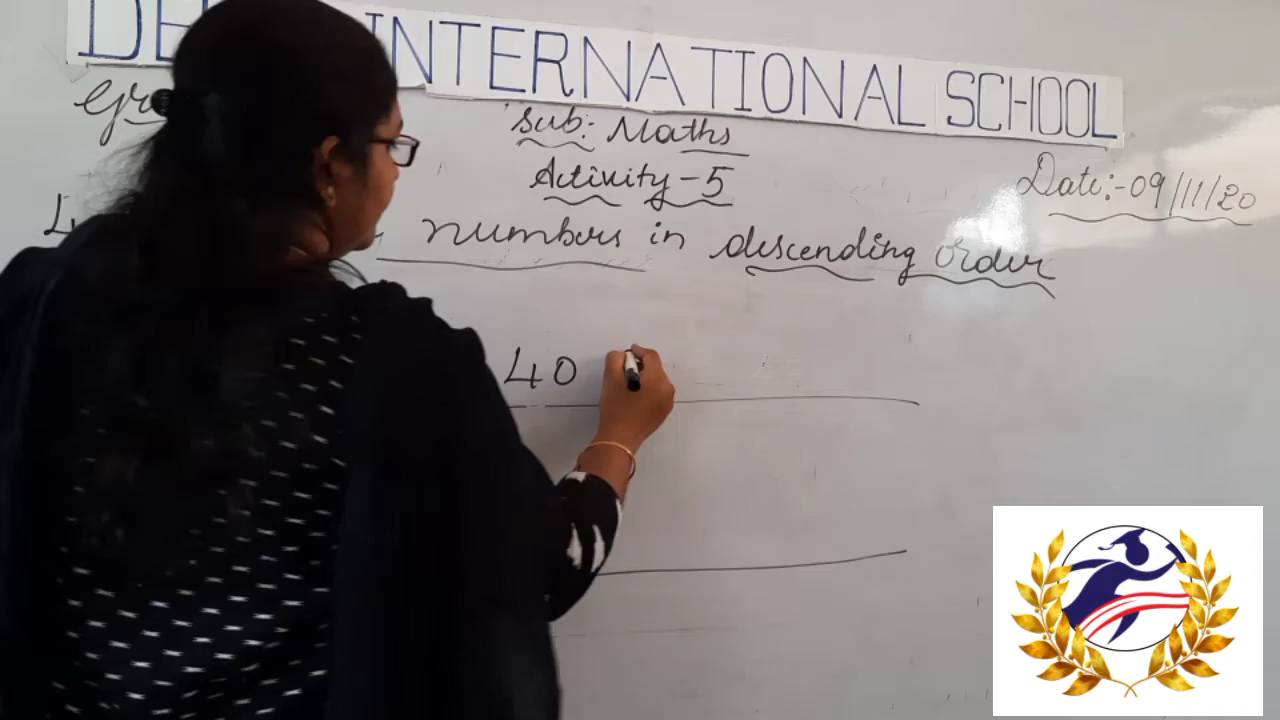 INTERNATIONAL SCHOOL
Sub:- Maths
Activity-5
Date:-09/11/20
numbers in descending order
40